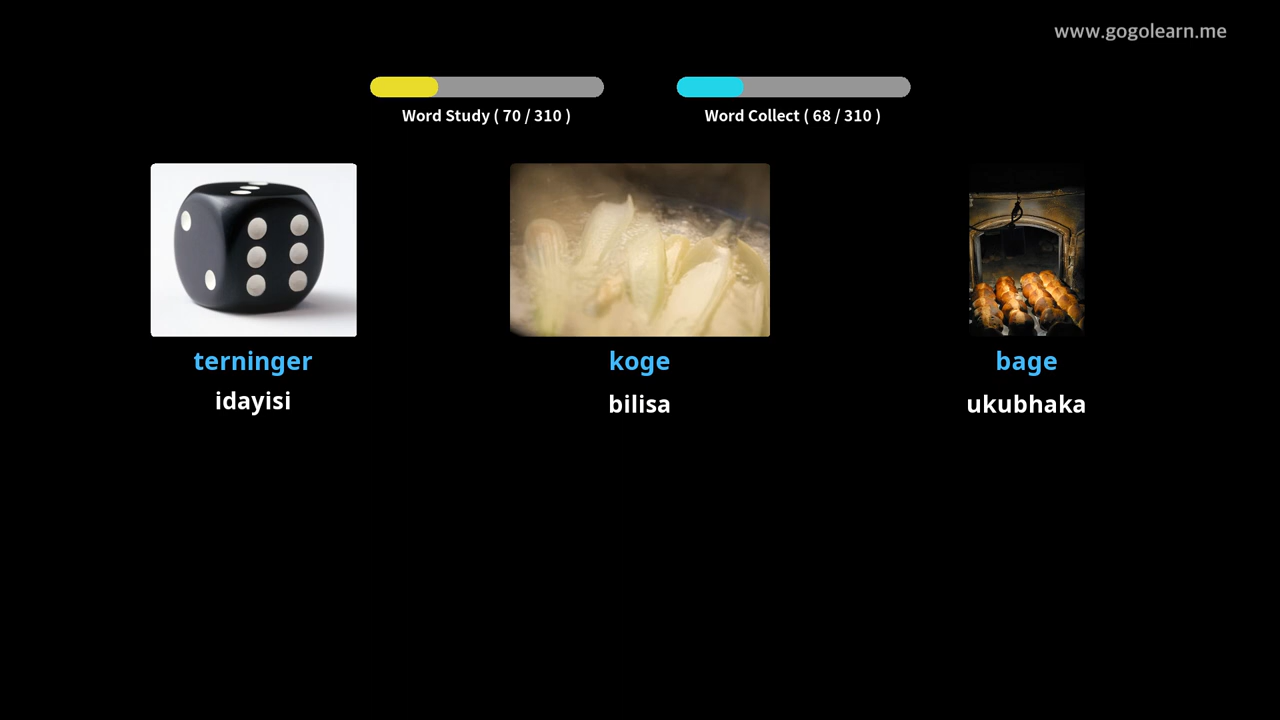 www.gogolearn.me
Word Study ( 70 / 310 )
Word Collect ( 68 / 310 )
terninger
koge
bage
idayisi
bilisa
ukubhaka